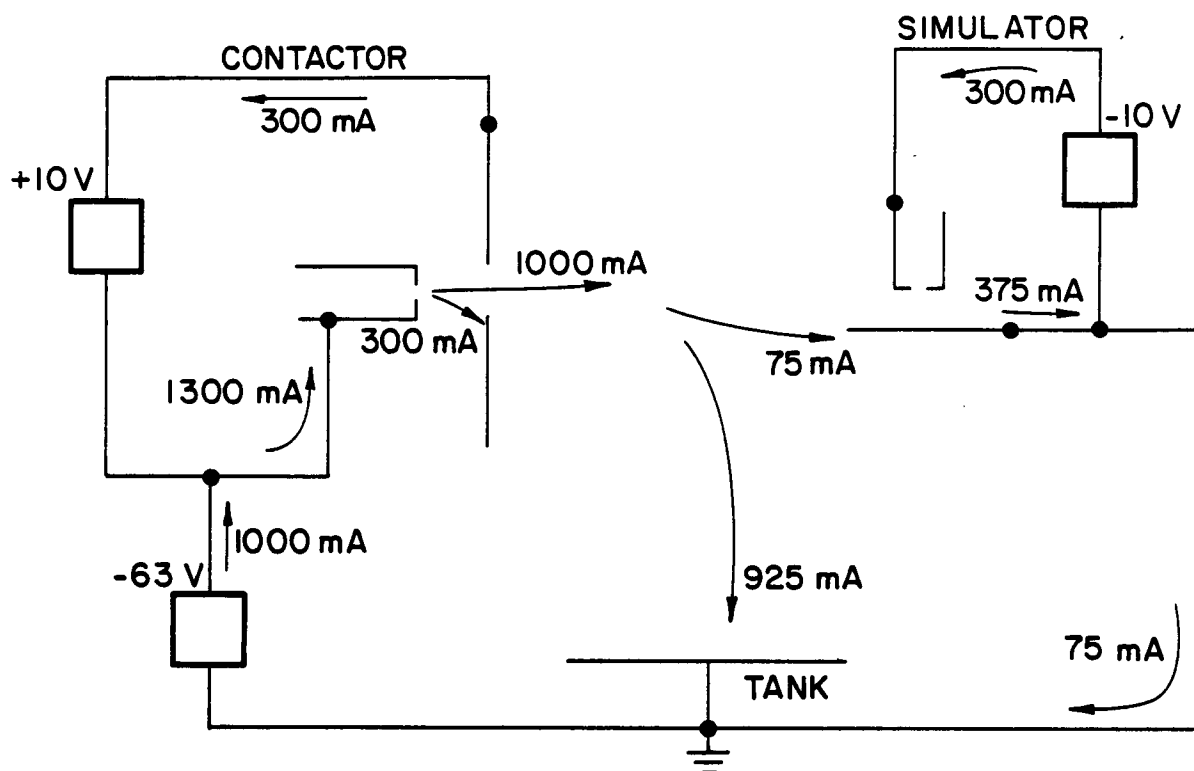 SIMULATOR
CONTACTOR
300 mA
300 mA
-10 V
+10 V
1000 mA
375 mA
300 mA
75 mA
1300 mA
1000 mA
-63 V
925 mA
75 mA
TANK